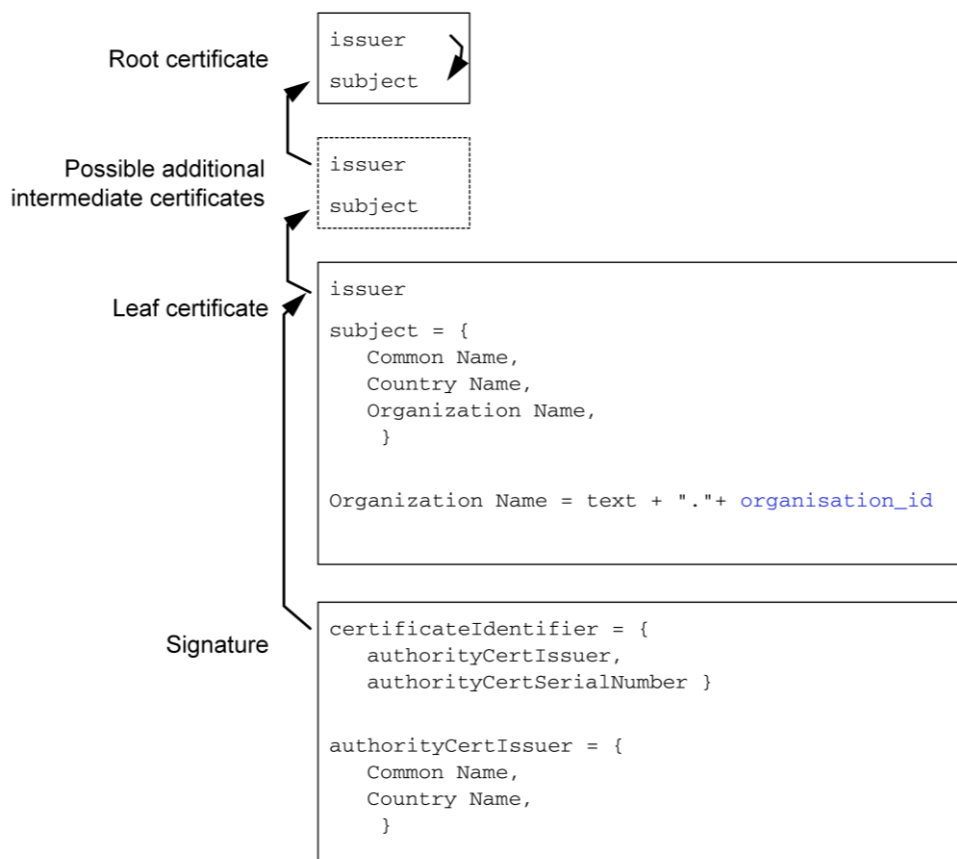 Root certificate
issuer
subject
Possible additional
intermediate certificates
issuer
subject
Leaf certificate
issuer
subject = {
Common Name,
Country Name,
Organization Name,
}
Organization Name = text + "."+ organisation_id
Signature
certificateIdentifier = {
authorityCertIssuer,
authorityCertSerialNumber }
authorityCertIssuer = {
Common Name,
Country Name,
}